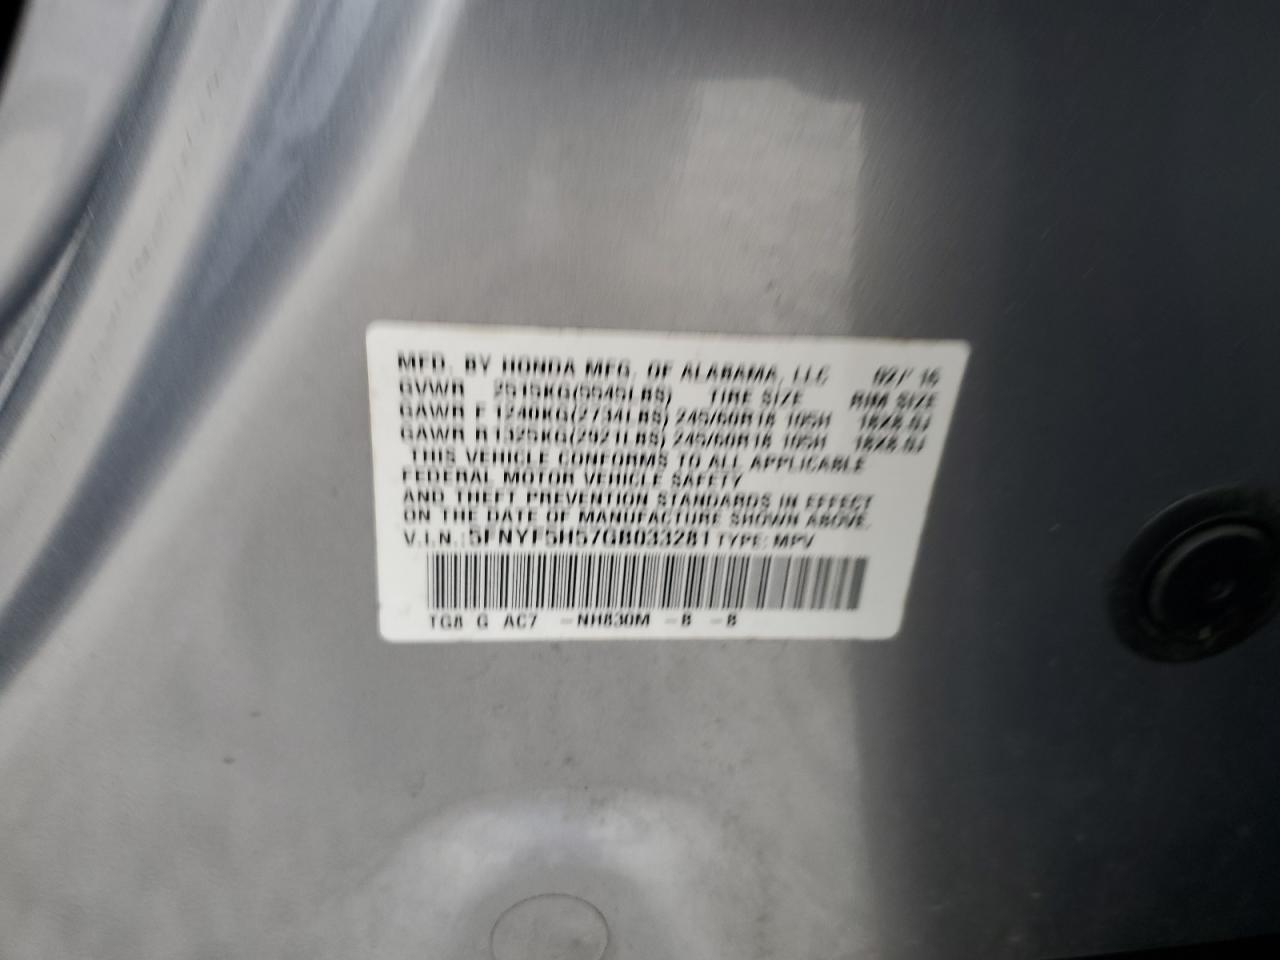 MFD. BY HONDA MFG. OF ALABAMA, LLC 02/ 16
GVWR 2515KG(5545LBS) TIRE SIZE RIM SIZE
GAWR F 1240KG(2734LBS) 245/60R18 105H 18X8.0J
GAWR R 1325KG(2921LBS) 245/60R18 105H 18X8.0J
THIS VEHICLE CONFORMS TO ALL APPLICABLE
FEDERAL MOTOR VEHICLE SAFETY
AND THEFT PREVENTION STANDARDS IN EFFECT
ON THE DATE OF MANUFACTURE SHOWN ABOVE.
V.I.N.: 5FNYF5H57GB033281 TYPE: MPV
TG8 G AC7 -NH830M -B -B